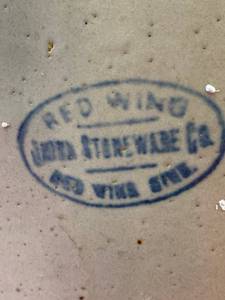 RED WING
UNION STONEWARE CO.
RED WING MINN.